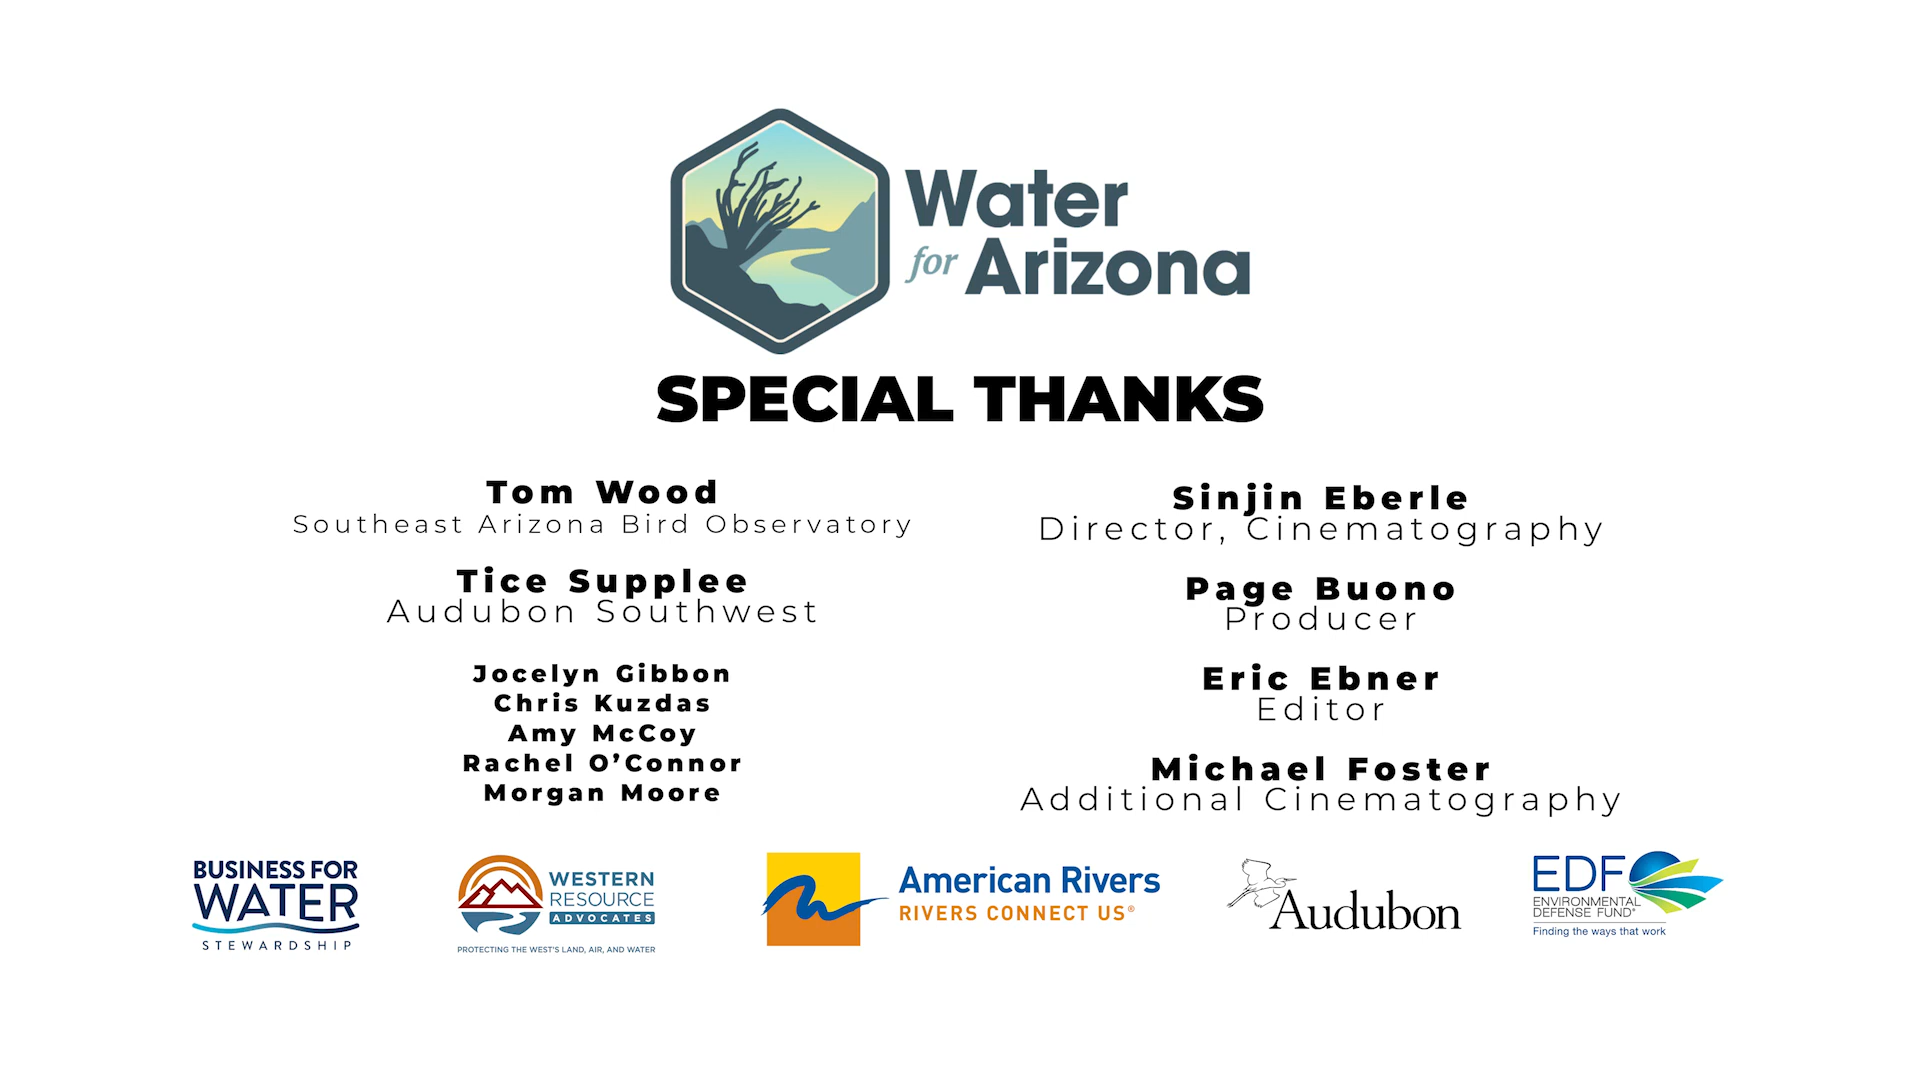 Water
for Arizona
SPECIAL THANKS
Tom Wood
Southeast Arizona Bird Observatory
Tice Supplee
Audubon Southwest
Jocelyn Gibbon
Chris Kuzdas
Amy McCoy
Rachel O’Connor
Morgan Moore
Sinjin Eberle
Director, Cinematography
Page Buono
Producer
Eric Ebner
Editor
Michael Foster
Additional Cinematography
BUSINESS FOR
WATER
STEWARDSHIP
WESTERN
RESOURCE
ADVOCATES
PROTECTING THE WEST'S LAND, AIR, AND WATER
American Rivers
RIVERS CONNECT US®
Audubon
EDF
ENVIRONMENTAL
DEFENSE FUND®
Finding the ways that work